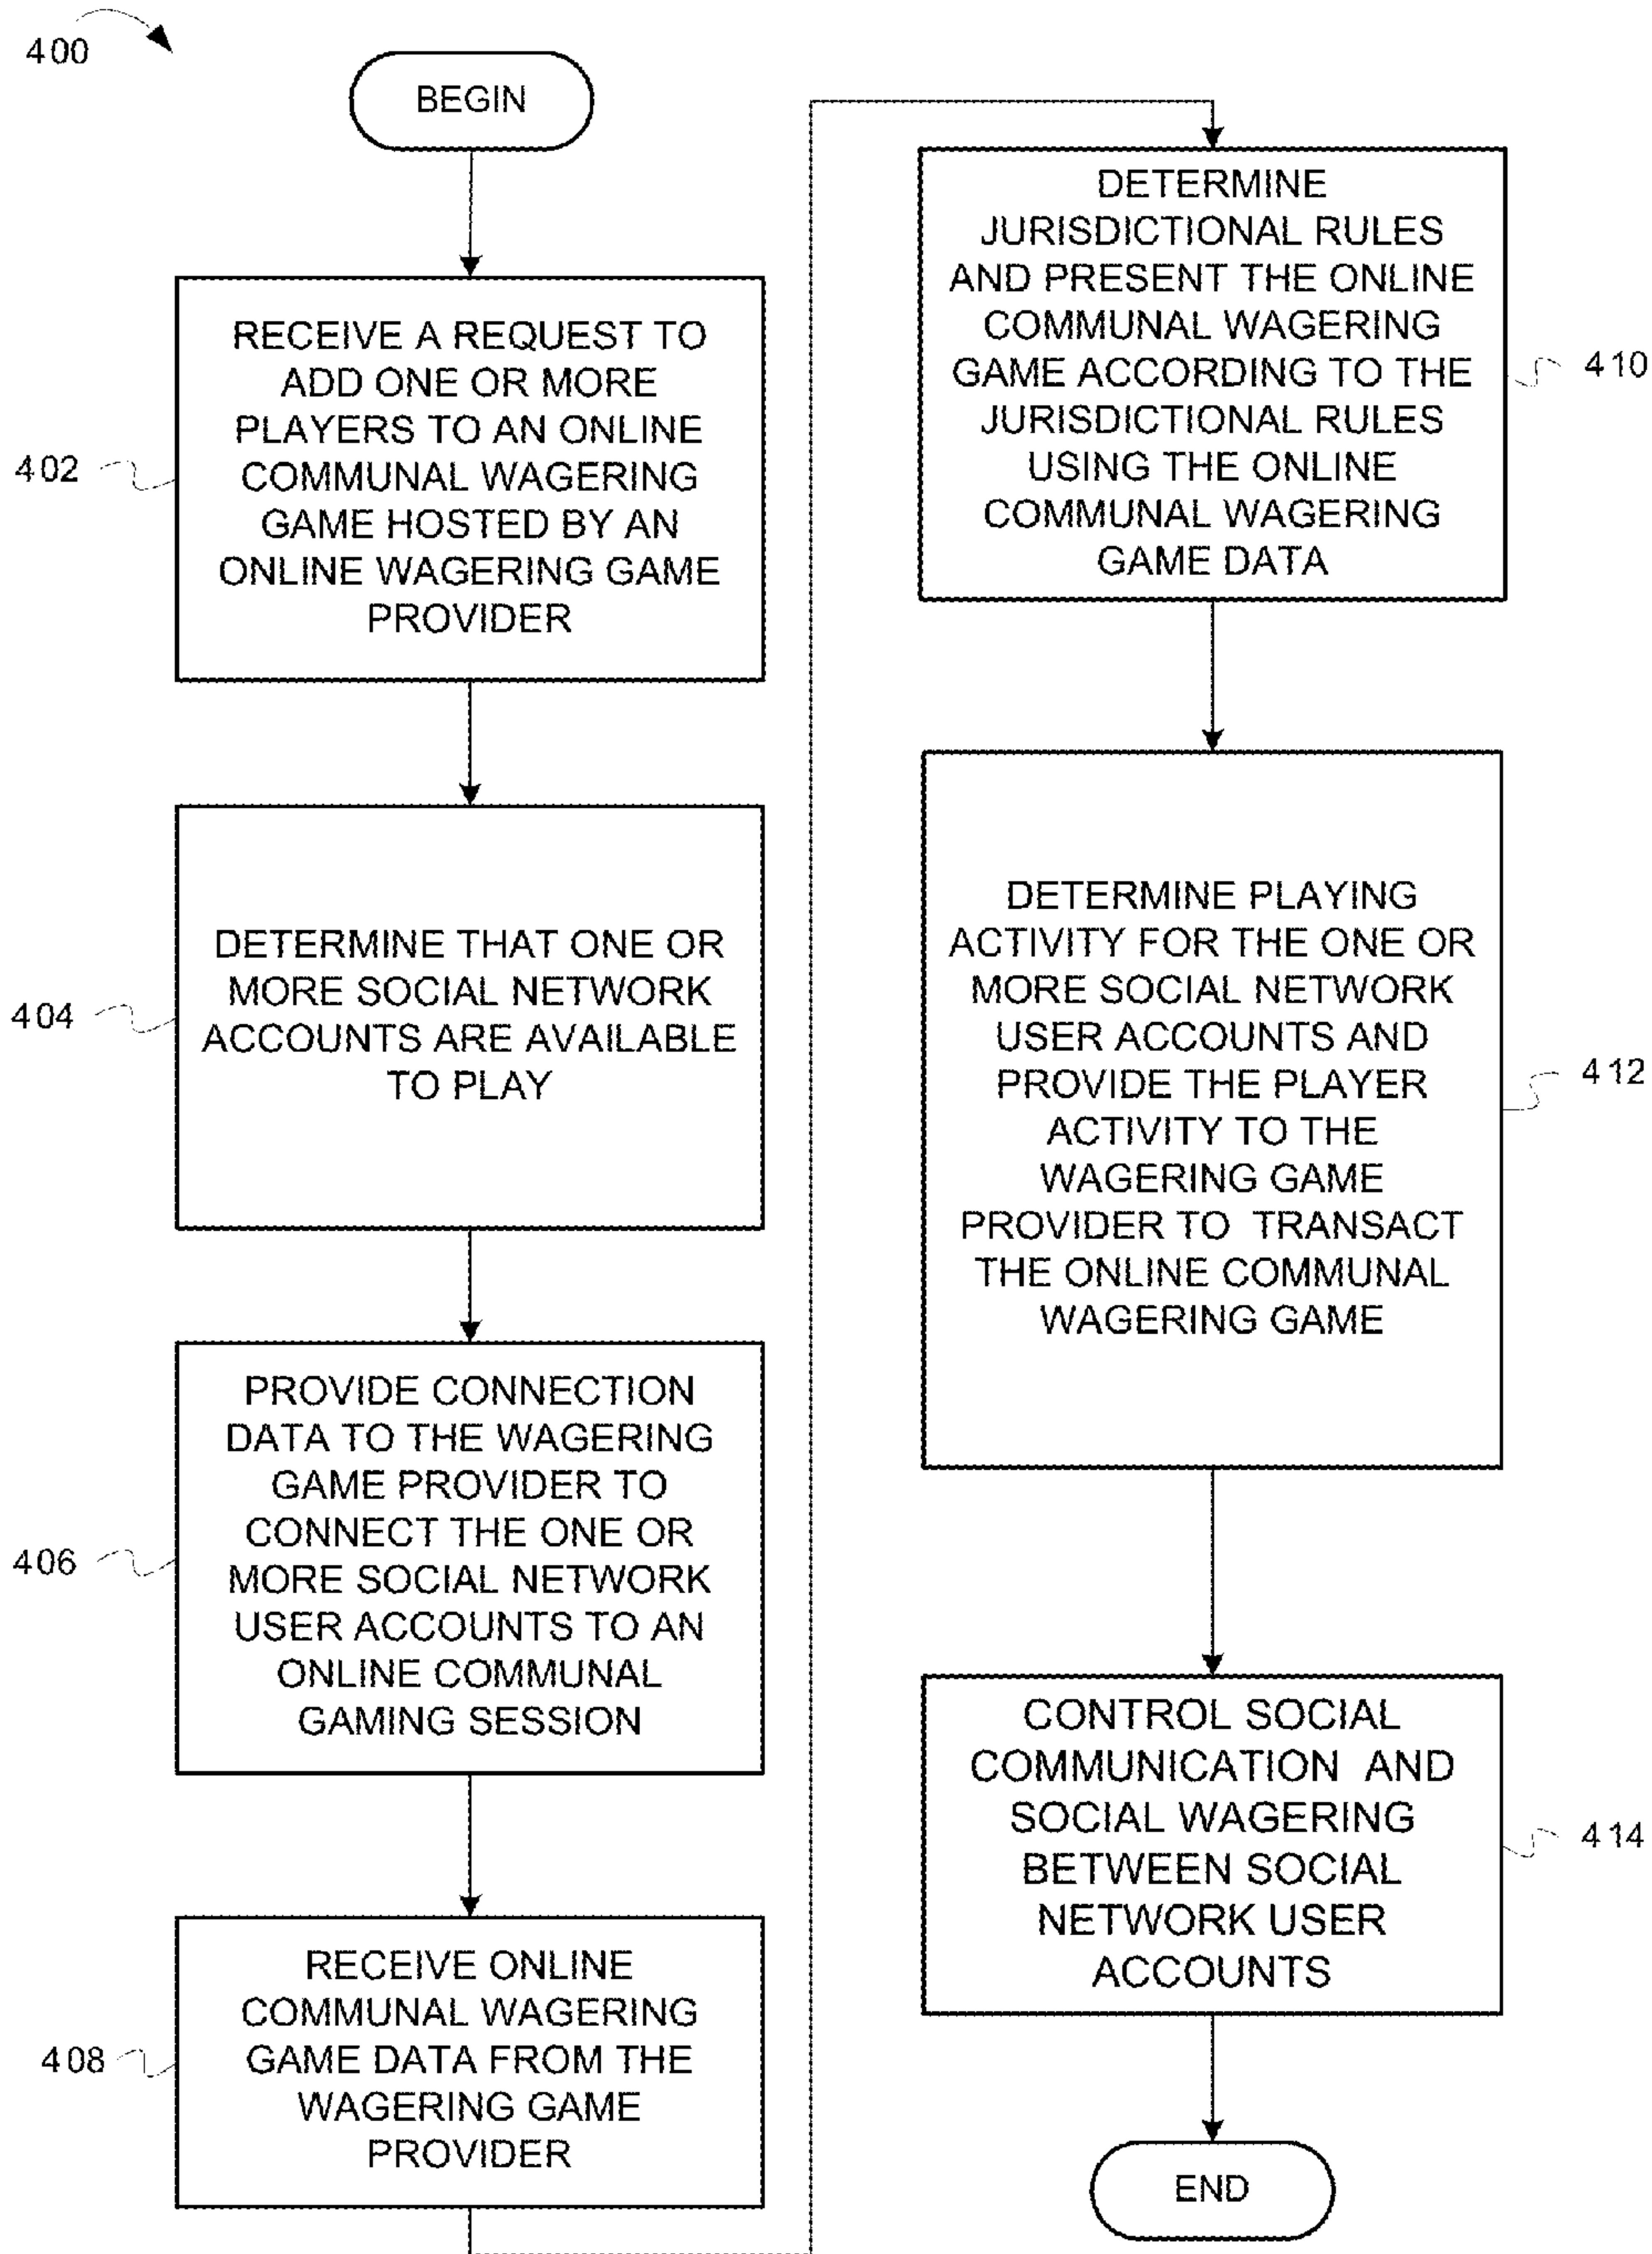 400
BEGIN
RECEIVE A REQUEST TO
ADD ONE OR MORE
PLAYERS TO AN ONLINE
COMMUNAL WAGERING
GAME HOSTED BY AN
ONLINE WAGERING GAME
PROVIDER
402
DETERMINE THAT ONE OR
MORE SOCIAL NETWORK
ACCOUNTS ARE AVAILABLE
TO PLAY
404
PROVIDE CONNECTION
DATA TO THE WAGERING
GAME PROVIDER TO
CONNECT THE ONE OR
MORE SOCIAL NETWORK
USER ACCOUNTS TO AN
ONLINE COMMUNAL
GAMING SESSION
406
RECEIVE ONLINE
COMMUNAL WAGERING
GAME DATA FROM THE
WAGERING GAME
PROVIDER
408
DETERMINE
JURISDICTIONAL RULES
AND PRESENT THE ONLINE
COMMUNAL WAGERING
GAME ACCORDING TO THE
JURISDICTIONAL RULES
USING THE ONLINE
COMMUNAL WAGERING
GAME DATA
410
DETERMINE PLAYING
ACTIVITY FOR THE ONE OR
MORE SOCIAL NETWORK
USER ACCOUNTS AND
PROVIDE THE PLAYER
ACTIVITY TO THE
WAGERING GAME
PROVIDER TO TRANSACT
THE ONLINE COMMUNAL
WAGERING GAME
412
CONTROL SOCIAL
COMMUNICATION AND
SOCIAL WAGERING
BETWEEN SOCIAL
NETWORK USER
ACCOUNTS
414
END